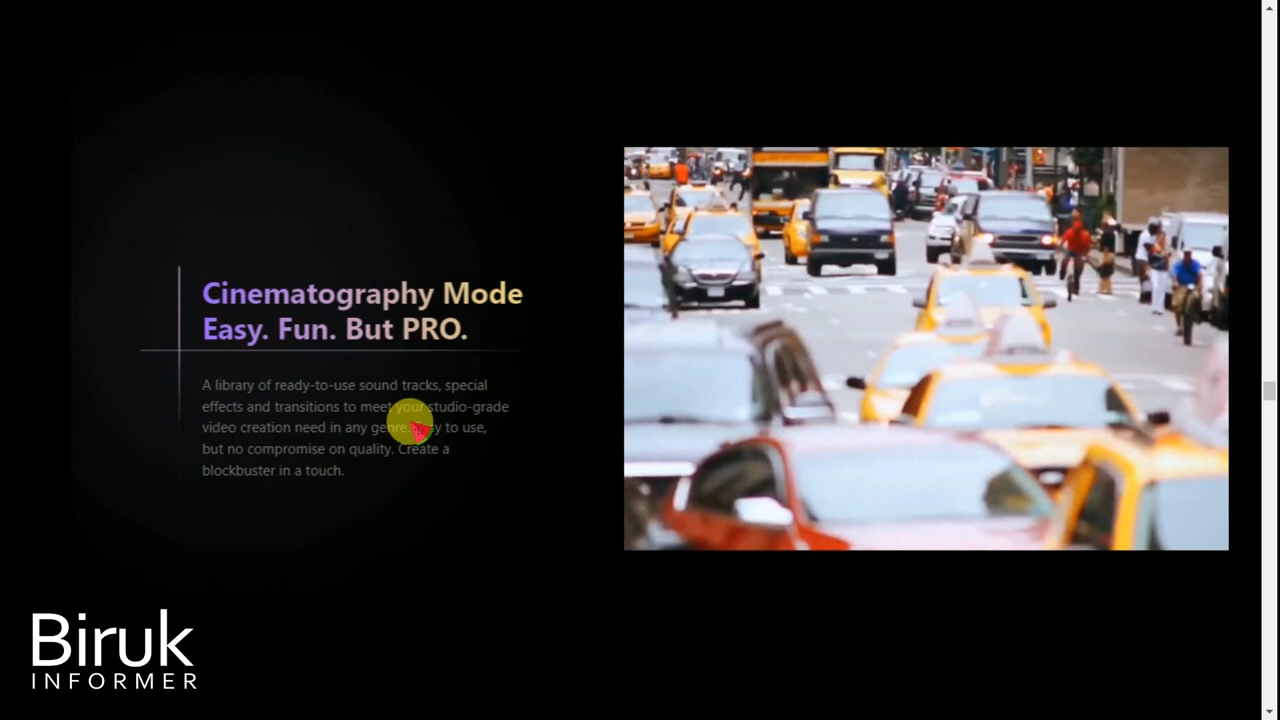 Cinematography Mode
Easy. Fun. But PRO.
A library of ready-to-use sound tracks, special
effects and transitions to meet your studio-grade
video creation need in any genre. to use,
but no compromise on quality. Create a
blockbuster in a touch.
Biruk
INFORMER